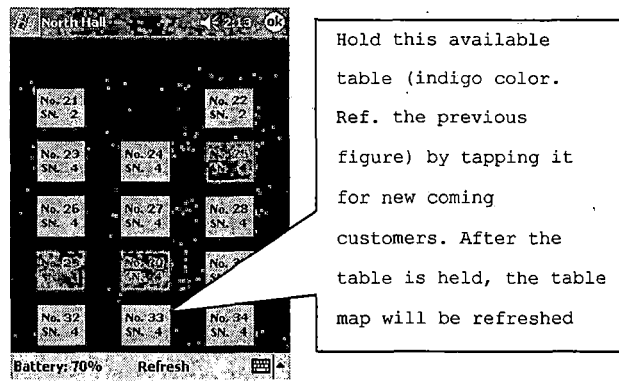 North Hall 2:13 ok
No. 21 No. 22
SN. 2 SN. 2
No. 23 No. 24
SN. 4 SN. 4
No. 26 No. 27 No. 28
SN. 4 SN. 4 SN. 4
No. 32 No. 33 No. 34
SN. 4 SN. 4 SN. 4
Battery: 70% Refresh
Hold this available
table (indigo color.
Ref. the previous
figure) by tapping it
for new coming
customers. After the
table is held, the table
map will be refreshed